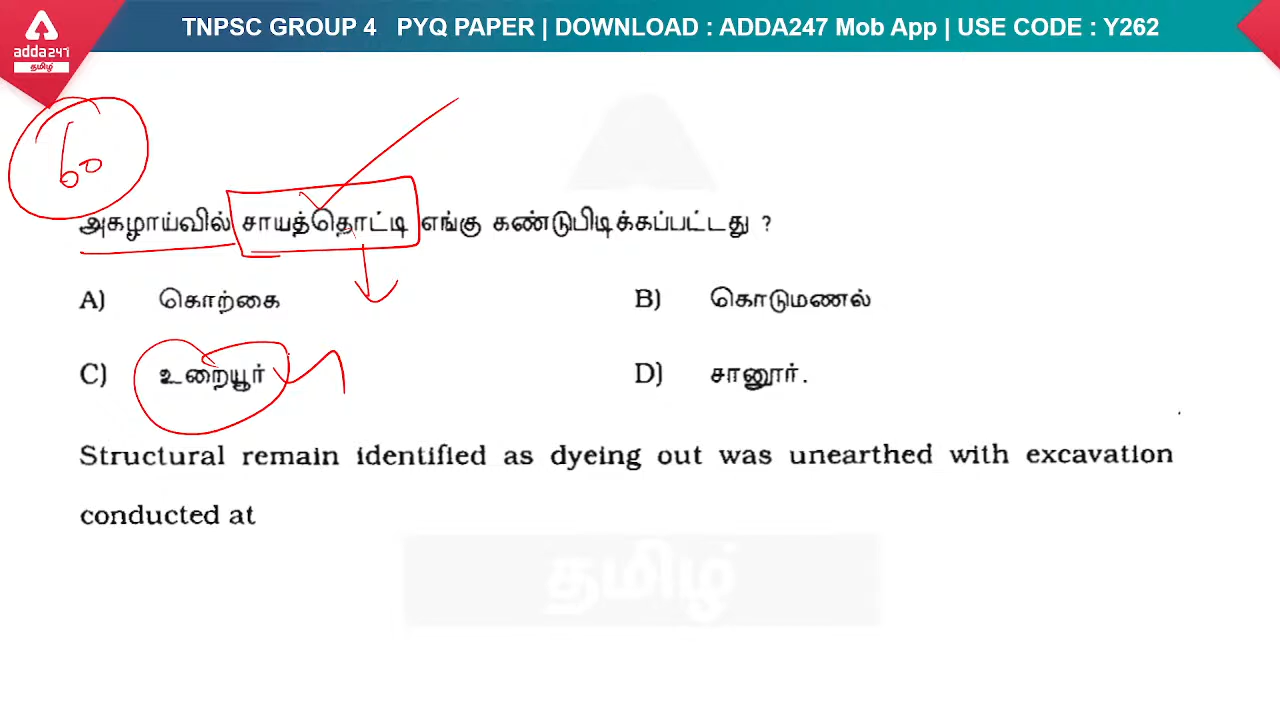 TNPSC GROUP 4 PYQ PAPER | DOWNLOAD : ADDA247 Mob App | USE CODE : Y262
adda247
தமிழ்
60
அகழாய்வில் சாயத்தொட்டி எங்கு கண்டுபிடிக்கப்பட்டது ?
A) கொற்கை B) கொடுமணல்
C) உறையூர் D) சானூர்.
Structural remain identified as dyeing out was unearthed with excavation
conducted at
தமிழ்